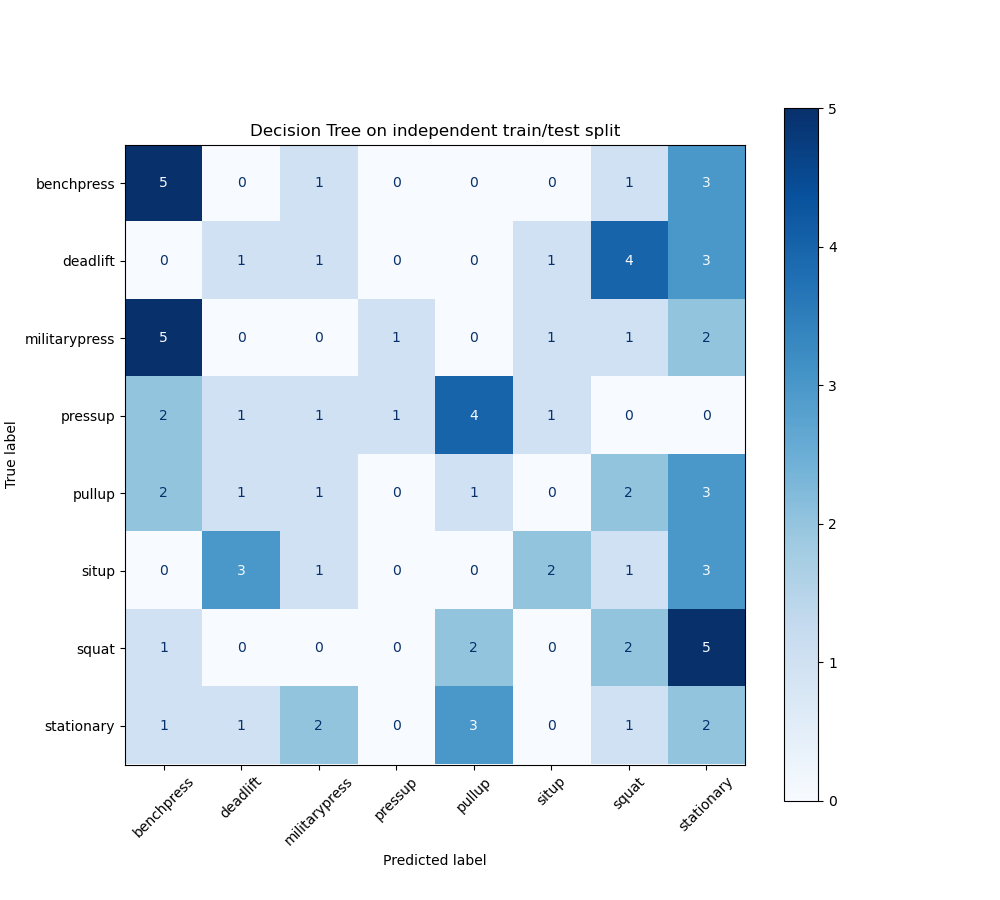 Decision Tree on independent train/test split
True label
benchpress 5 0 1 0 0 0 1 3
deadlift 0 1 1 0 0 1 4 3
militarypress 5 0 0 1 0 1 1 2
pressup 2 1 1 1 4 1 0 0
pullup 2 1 1 0 1 0 2 3
situp 0 3 1 0 0 2 1 3
squat 1 0 0 0 2 0 2 5
stationary 1 1 2 0 3 0 1 2
benchpress deadlift militarypress pressup pullup situp squat stationary
Predicted label
5
4
3
2
1
0